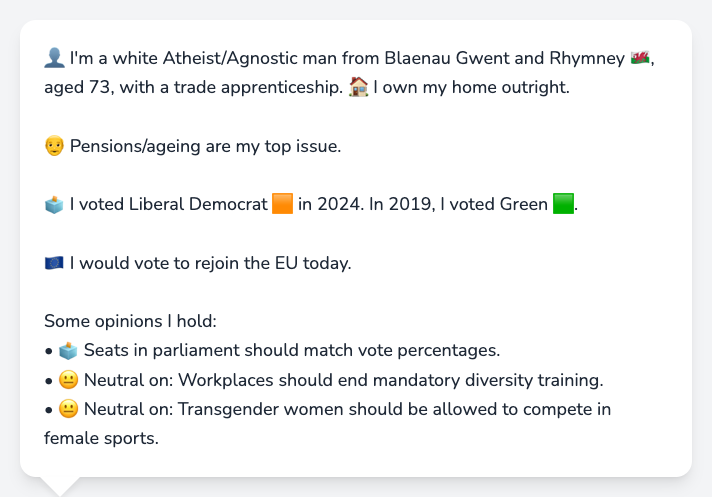 👤 I'm a white Atheist/Agnostic man from Blaenau Gwent and Rhymney 🏴󠁧󠁢󠁷󠁬󠁳󠁿,
aged 73, with a trade apprenticeship. 🏠 I own my home outright.
👴 Pensions/ageing are my top issue.
🗳️ I voted Liberal Democrat 🟧 in 2024. In 2019, I voted Green 🟩.
🇪🇺 I would vote to rejoin the EU today.
Some opinions I hold:
• 🗳️ Seats in parliament should match vote percentages.
• 😐 Neutral on: Workplaces should end mandatory diversity training.
• 😐 Neutral on: Transgender women should be allowed to compete in
female sports.